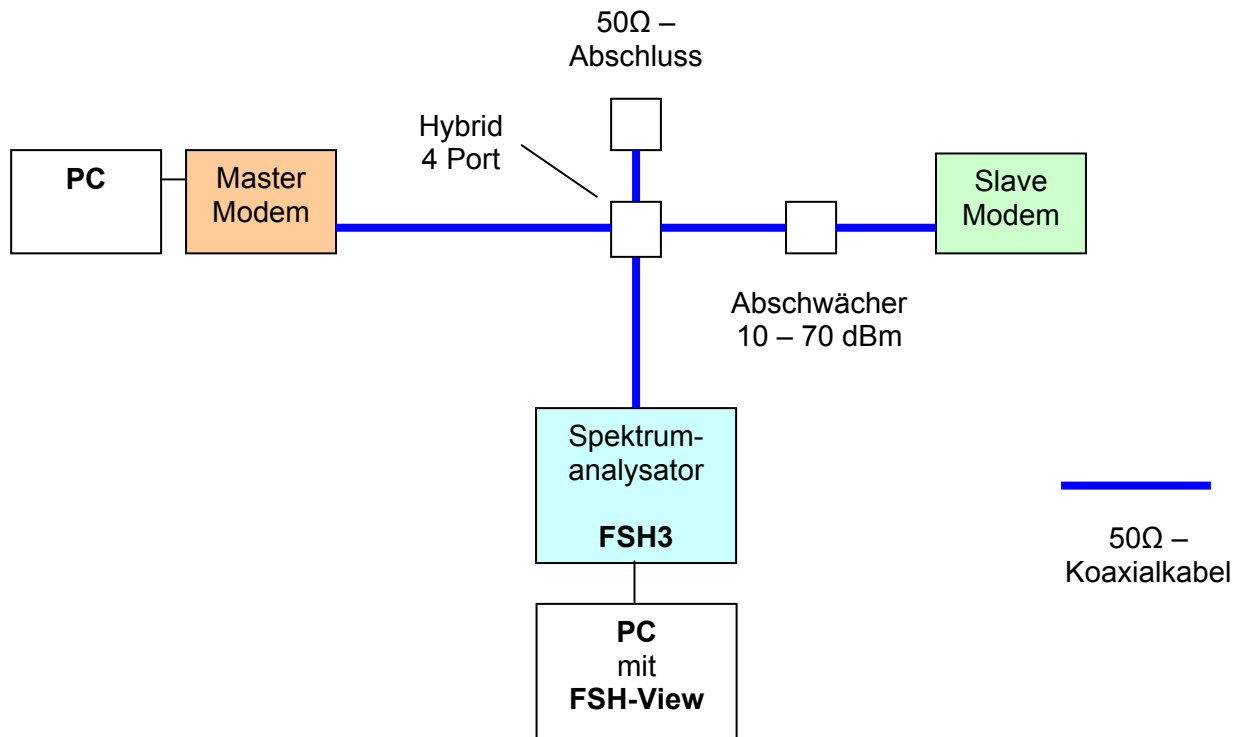 50Ω –
Abschluss
Hybrid
4 Port
PC
Master
Modem
Slave
Modem
Abschwächer
10 – 70 dBm
Spektrum-
analysator
FSH3
50Ω –
Koaxialkabel
PC
mit
FSH-View